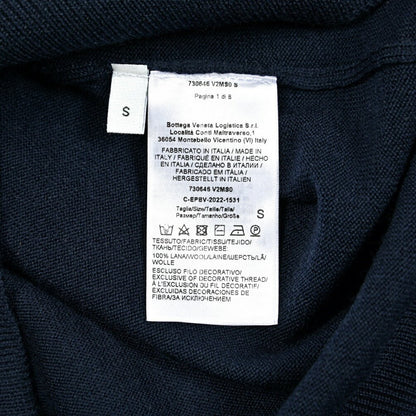 S
730646 V2MS0 S
Pagina 1 di 8
Bottega Veneta Logistica S.r.l.
Località Conti Maltraverso,1
36054 Montebello Vicentino (VI) Italy
FABBRICATO IN ITALIA / MADE IN
ITALY / FABRIQUÉ EN ITALIE / HECHO
EN ITALIA / СДЕЛАНО В ИТАЛИИ /
FABRICADO EM ITÁLIA /
HERGESTELLT IN ITALIEN
730646 V2MS0
C-EPBV-2022-1531
Taglia/Size/Taille/Talla/
Размер/Tamanho/Größe
S
TESSUTO/FABRIC/TISSU/TEJIDO/
ТКАНЬ/TECIDO/GEWEBE
100% LANA/WOOL/LAINE/ШЕРСТЬ/LÃ/
WOLLE
ESCLUSO FILO DECORATIVO/
EXCLUSIVE OF DECORATIVE THREAD/
A L'EXCLUSION DU FIL DÉCORATIF/
EXCLUIDAS DECORACIONES DE
FIBRA/ЗА ИСКЛЮЧЕНИЕМ